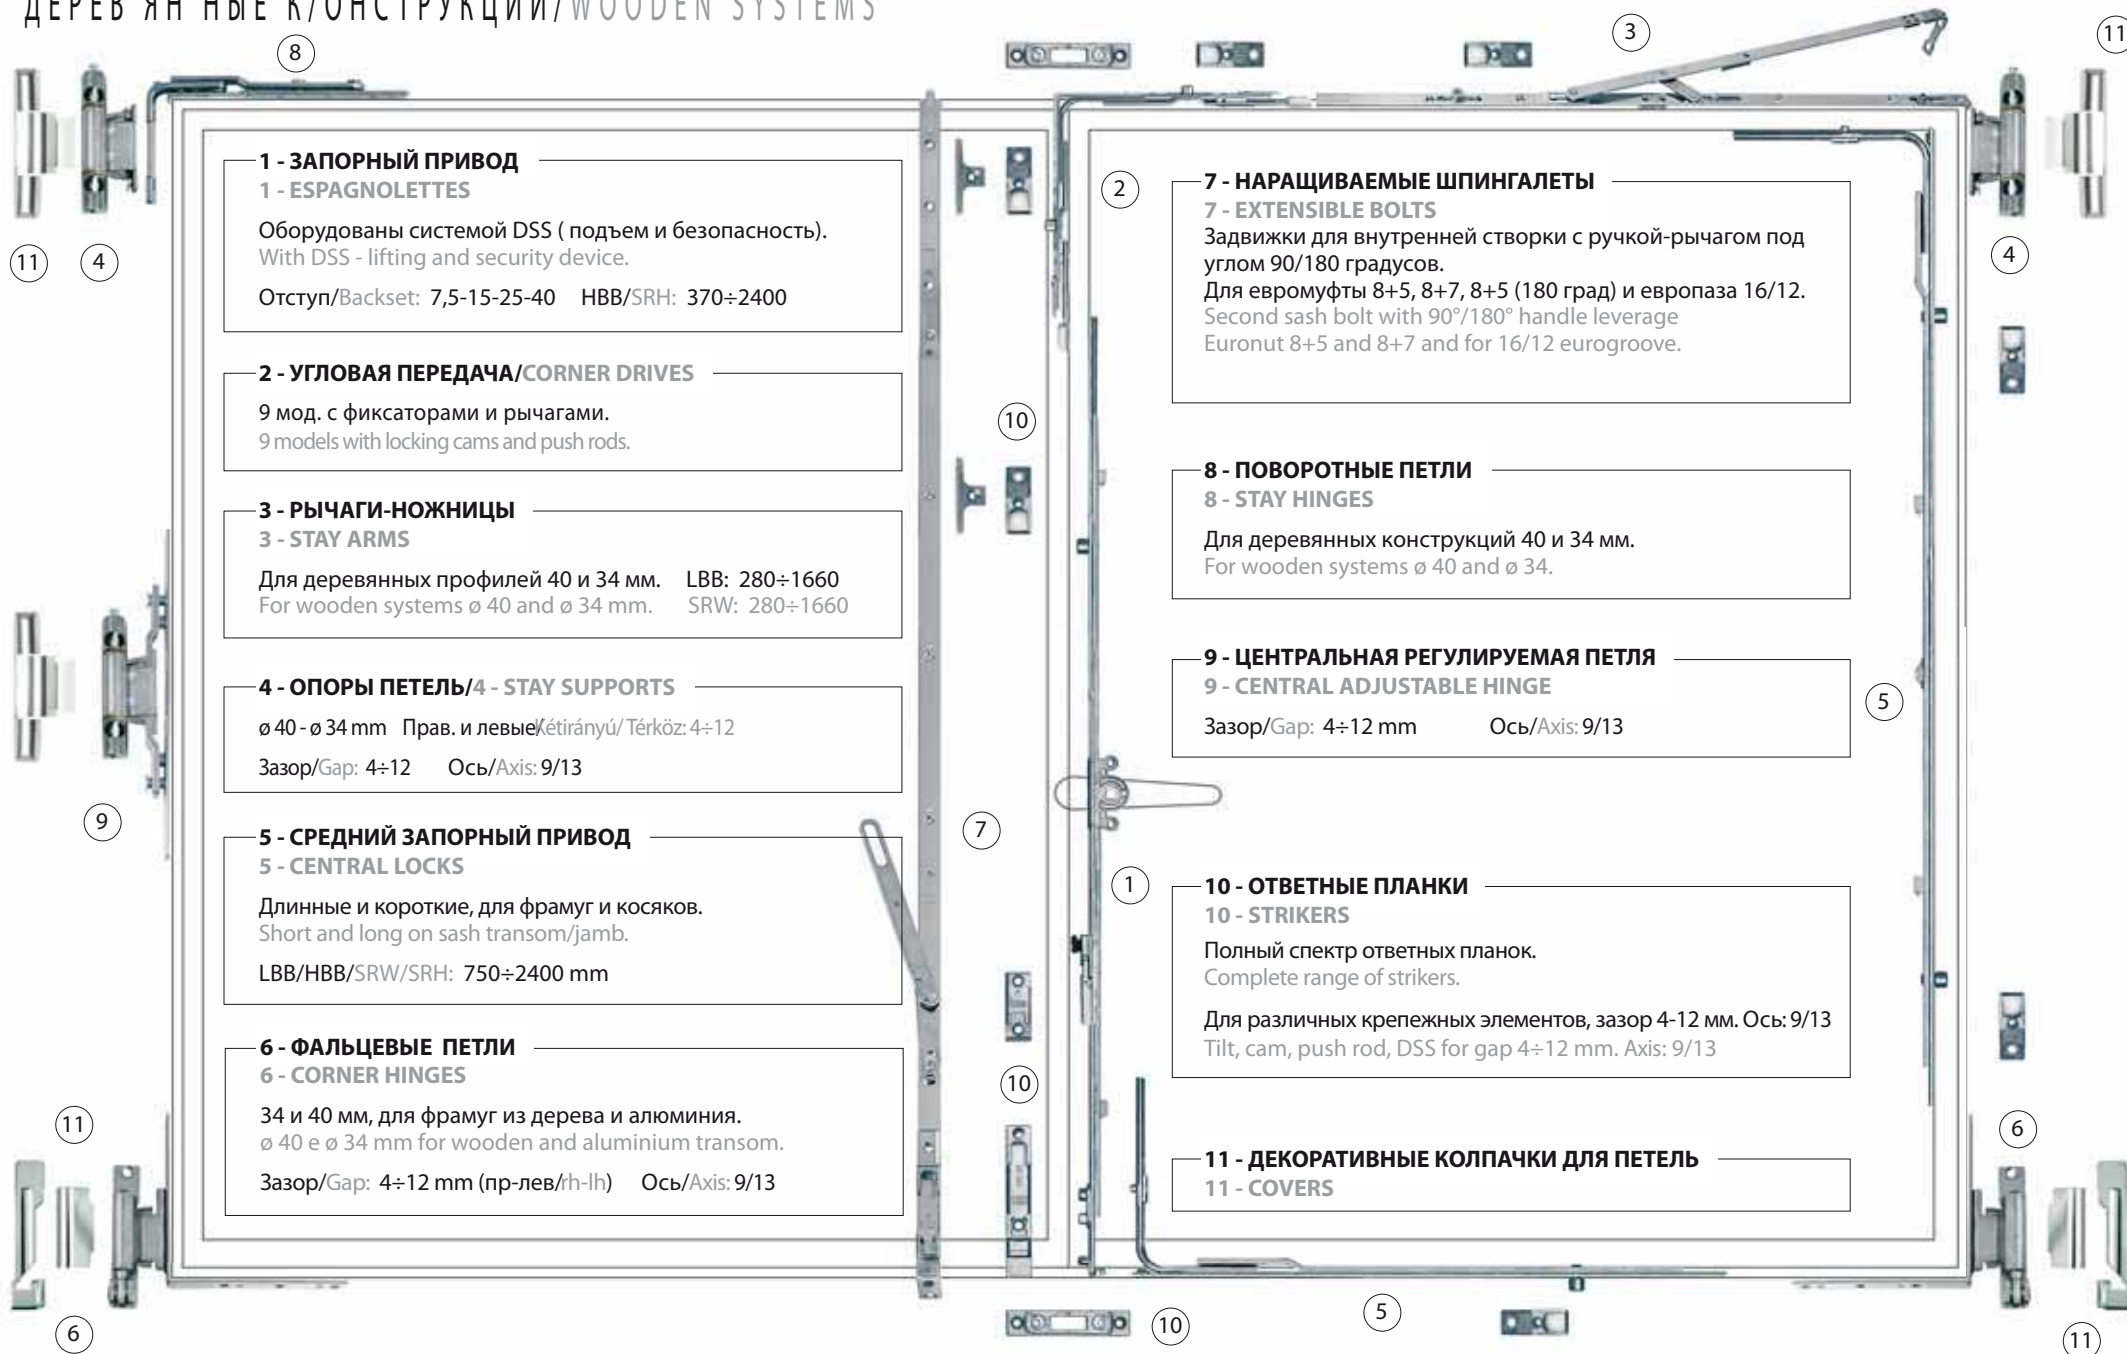 ДЕРЕВ ЯН НЫЕ К/ОНСТРУКЦИИ/WOODEN SYSTEMS
8
3
11
1 - ЗАПОРНЫЙ ПРИВОД
1 - ESPAGNOLETTES
Оборудованы системой DSS ( подъем и безопасность).
With DSS - lifting and security device.
Отступ/Backset: 7,5-15-25-40 НВВ/SRH: 370÷2400
2 - УГЛОВАЯ ПЕРЕДАЧА/CORNER DRIVES
9 мод. с фиксаторами и рычагами.
9 models with locking cams and push rods.
3 - РЫЧАГИ-НОЖНИЦЫ
3 - STAY ARMS
Для деревянных профилей 40 и 34 мм. LBB: 280÷1660
For wooden systems ø 40 and ø 34 mm. SRW: 280÷1660
4 - ОПОРЫ ПЕТЕЛЬ/4 - STAY SUPPORTS
ø 40 - ø 34 mm Прав. и левые/Kétirányú/ Térköz: 4÷12
Зазор/Gap: 4÷12 Ось/Axis: 9/13
5 - СРЕДНИЙ ЗАПОРНЫЙ ПРИВОД
5 - CENTRAL LOCKS
Длинные и короткие, для фрамуг и косяков.
Short and long on sash transom/jamb.
LBB/HBB/SRW/SRH: 750÷2400 mm
6 - ФАЛЬЦЕВЫЕ ПЕТЛИ
6 - CORNER HINGES
34 и 40 мм, для фрамуг из дерева и алюминия.
ø 40 e ø 34 mm for wooden and aluminium transom.
Зазор/Gap: 4÷12 mm (пр-лев/rh-lh) Ось/Axis: 9/13
7 - НАРАЩИВАЕМЫЕ ШПИНГАЛЕТЫ
7 - EXTENSIBLE BOLTS
Задвижки для внутренней створки с ручкой-рычагом под
углом 90/180 градусов.
Для евромуфты 8+5, 8+7, 8+5 (180 град) и европаза 16/12.
Second sash bolt with 90°/180° handle leverage
Euronut 8+5 and 8+7 and for 16/12 eurogroove.
8 - ПОВОРОТНЫЕ ПЕТЛИ
8 - STAY HINGES
Для деревянных конструкций 40 и 34 мм.
For wooden systems ø 40 and ø 34.
9 - ЦЕНТРАЛЬНАЯ РЕГУЛИРУЕМАЯ ПЕТЛЯ
9 - CENTRAL ADJUSTABLE HINGE
Зазор/Gap: 4÷12 mm Ось/Axis: 9/13
10 - ОТВЕТНЫЕ ПЛАНКИ
10 - STRIKERS
Полный спектр ответных планок.
Complete range of strikers.
Для различных крепежных элементов, зазор 4-12 мм. Ось: 9/13
Tilt, cam, push rod, DSS for gap 4÷12 mm. Axis: 9/13
11 - ДЕКОРАТИВНЫЕ КОЛПАЧКИ ДЛЯ ПЕТЕЛЬ
11 - COVERS
11
4
2
4
10
5
9
7
1
10
11
6
6
10
5
11